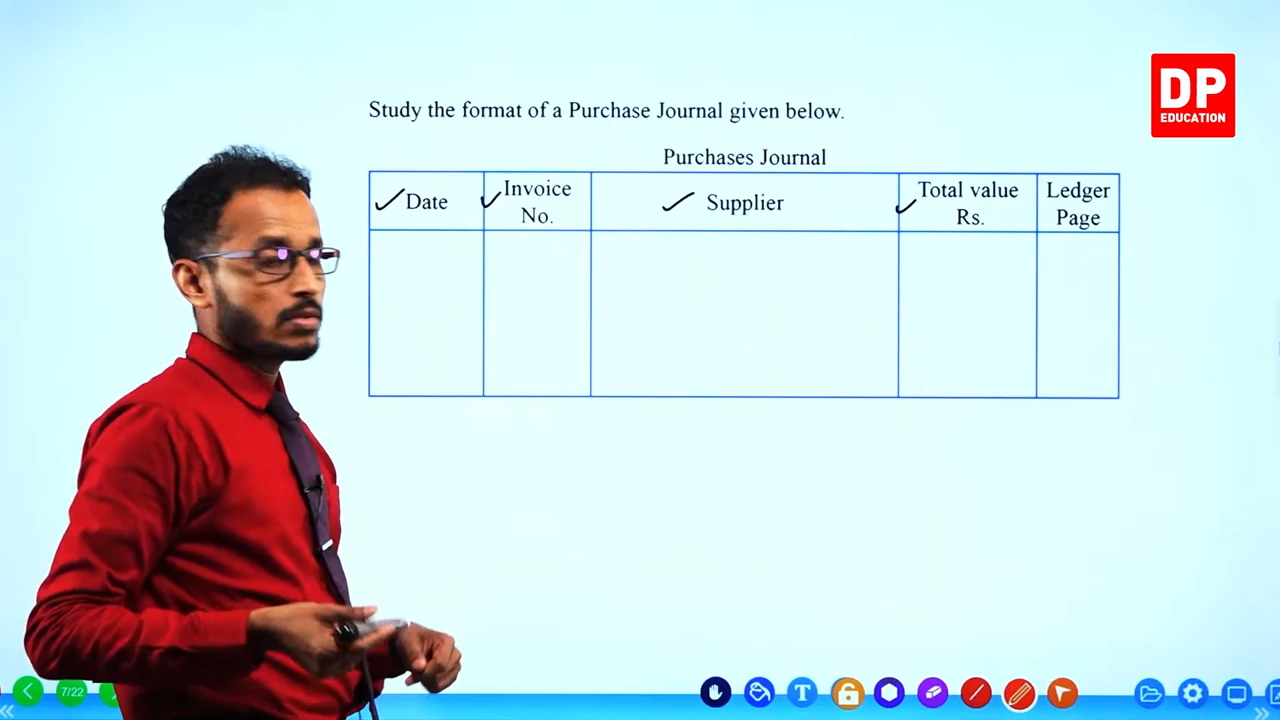 DP
EDUCATION
Study the format of a Purchase Journal given below.
Purchases Journal
Date
Invoice
No.
Supplier
Total value
Rs.
Ledger
Page
7/22
T